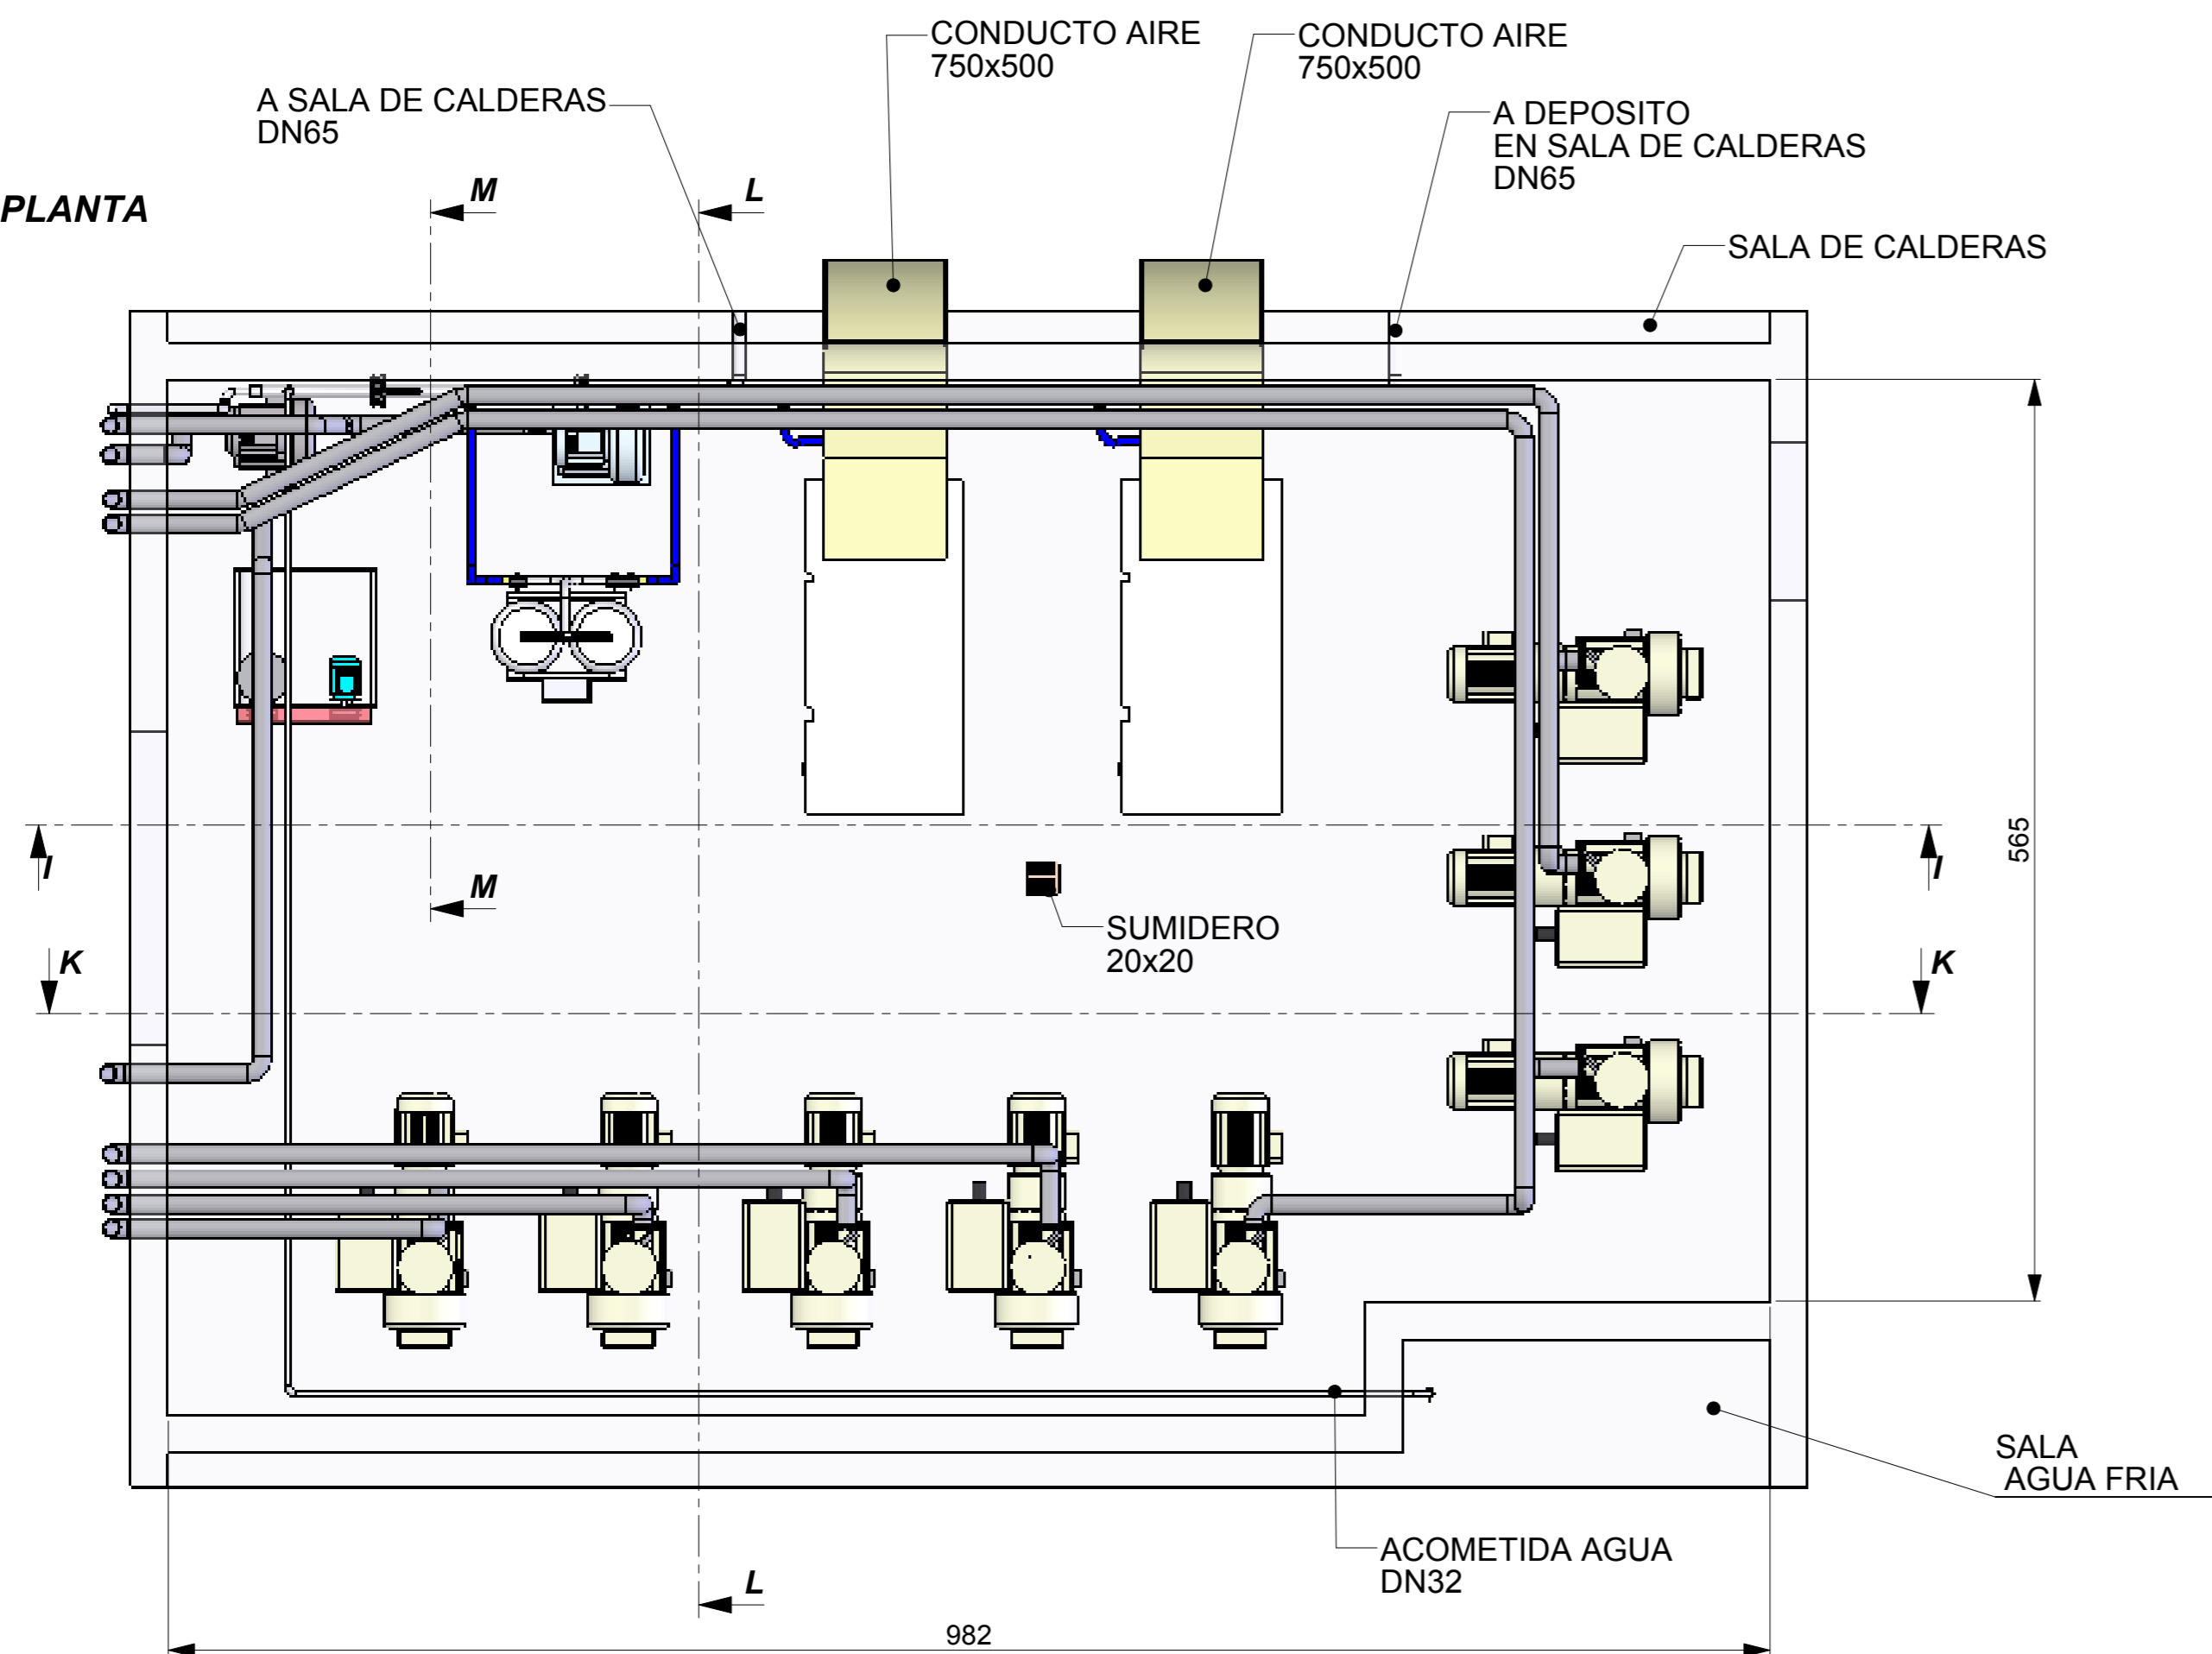 CONDUCTO AIRE
750x500
CONDUCTO AIRE
750x500
A SALA DE CALDERAS
DN65
A DEPOSITO
EN SALA DE CALDERAS
DN65
PLANTA
M
L
SALA DE CALDERAS
565
I
I
M
SUMIDERO
20x20
K
K
SALA
AGUA FRIA
ACOMETIDA AGUA
DN32
L
982